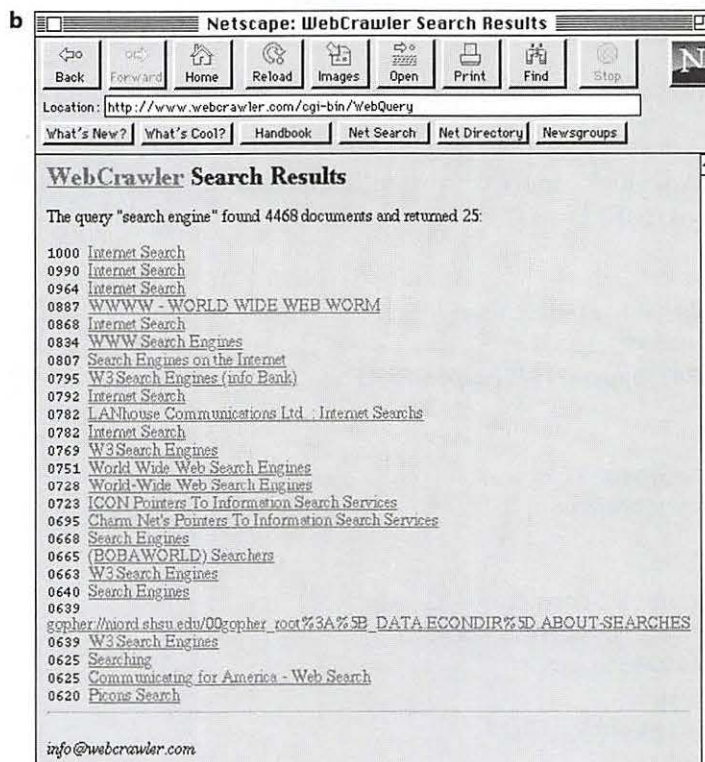 b
Netscape: WebCrawler Search Results
Back Forward Home Reload Images Open Print Find Stop
N
Location: http://www.webcrawler.com/cgi-bin/WebQuery
What's New? What's Cool? Handbook Net Search Net Directory Newsgroups
WebCrawler Search Results
The query "search engine" found 4468 documents and returned 25:
1000 Internet Search
0990 Internet Search
0964 Internet Search
0887 WWWW - WORLD WIDE WEB WORM
0868 Internet Search
0834 WWW Search Engines
0807 Search Engines on the Internet
0795 W3 Search Engines (info Bank)
0792 Internet Search
0782 LANhouse Communications Ltd. : Internet Searchs
0782 Internet Search
0769 W3 Search Engines
0751 World Wide Web Search Engines
0728 World-Wide Web Search Engines
0723 ICON Pointers To Information Search Services
0695 Charm Net's Pointers To Information Search Services
0668 Search Engines
0665 (BOBAWORLD) Searchers
0663 W3 Search Engines
0640 Search Engines
0639
gopher://niord.shsu.edu/00gopher_root%3A%5B_DATA.ECONDIR%5D.ABOUT-SEARCHES
0639 W3 Search Engines
0625 Searching
0625 Communicating for America - Web Search
0620 Picons Search
info@webcrawler.com